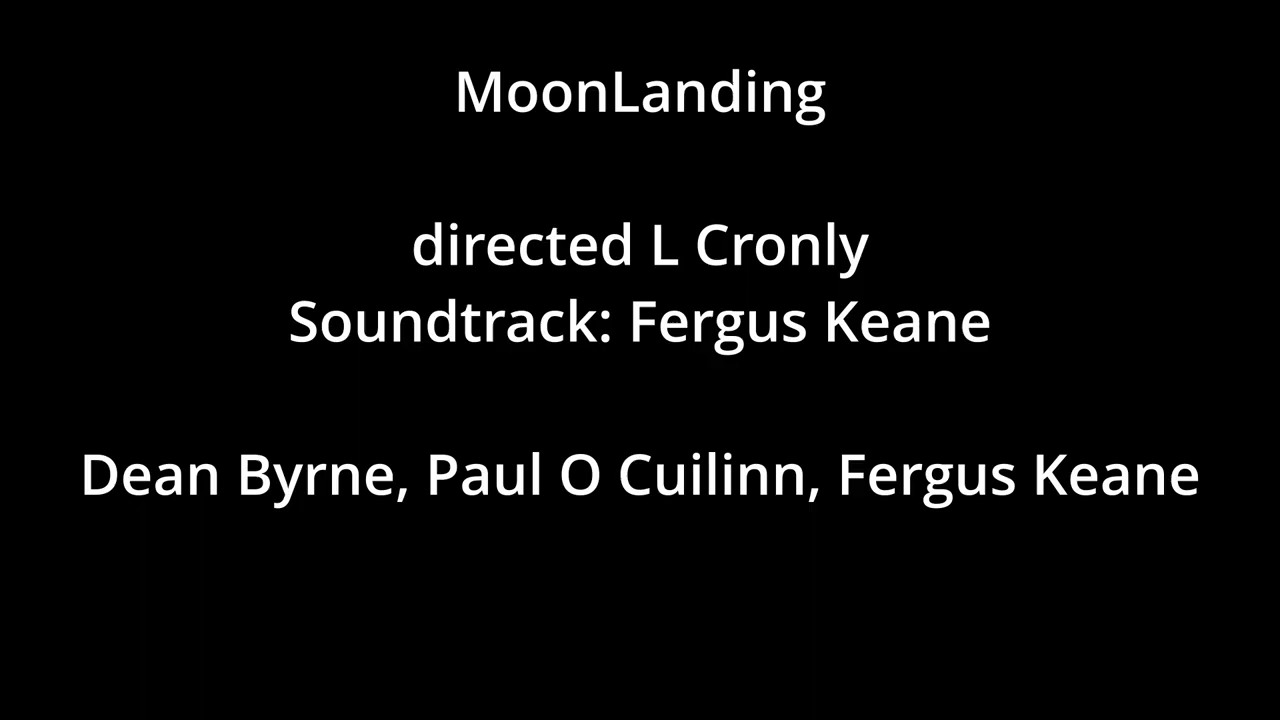 MoonLanding
directed L Cronly
Soundtrack: Fergus Keane
Dean Byrne, Paul O Cuilinn, Fergus Keane